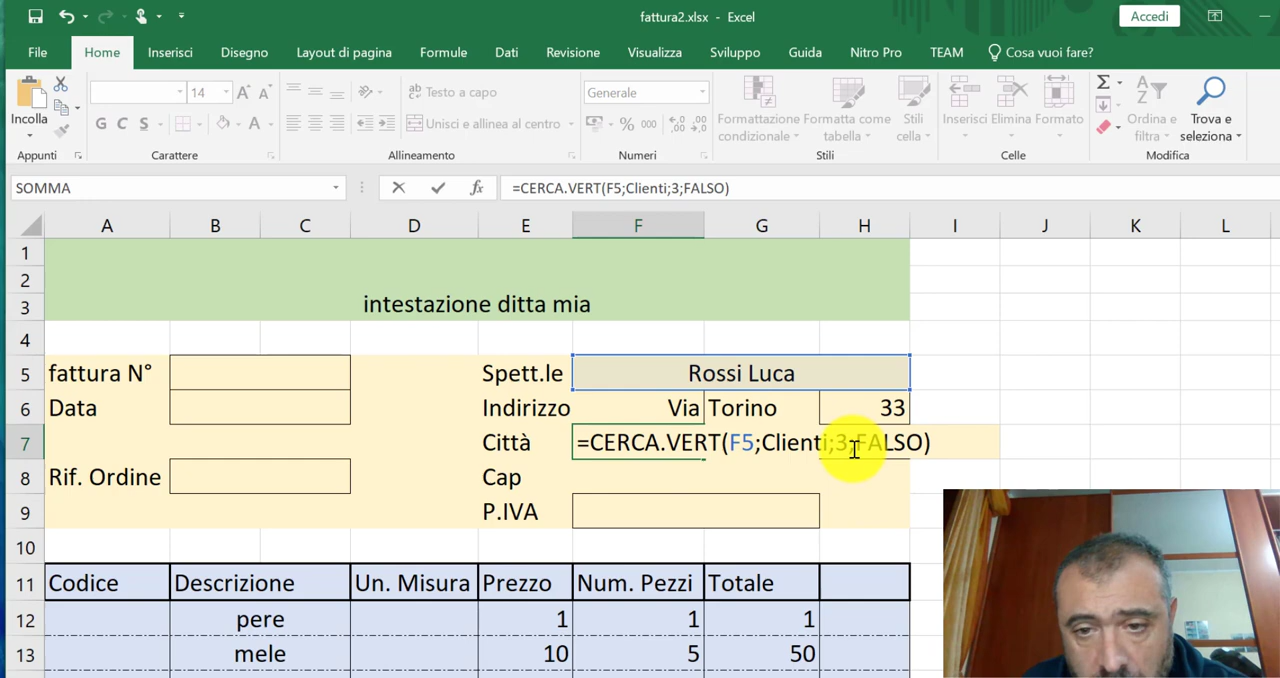 fattura2.xlsx - Excel
Accedi
File Home Inserisci Disegno Layout di pagina Formule Dati Revisione Visualizza Sviluppo Guida Nitro Pro TEAM Cosa vuoi fare?
Incolla
14
A A
Testo a capo
Generale
Formattazione condizionale
Formatta come tabella
Stili cella
Inserisci Elimina Formato
Ordina e filtra
Trova e seleziona
G C S A
Unisci e allinea al centro
% 000
Appunti Carattere Allineamento Numeri Stili Celle Modifica
SOMMA fx =CERCA.VERT(F5;Clienti;3;FALSO)
A B C D E F G H I J K L
1
2
3 intestazione ditta mia
4
5 fattura N° Spett.le Rossi Luca
6 Data Indirizzo Via Torino 33
7 Città =CERCA.VERT(F5;Clienti;3;FALSO)
8 Rif. Ordine Cap
9 P.IVA
10
11 Codice Descrizione Un. Misura Prezzo Num. Pezzi Totale
12 pere 1 1 1
13 mele 10 5 50